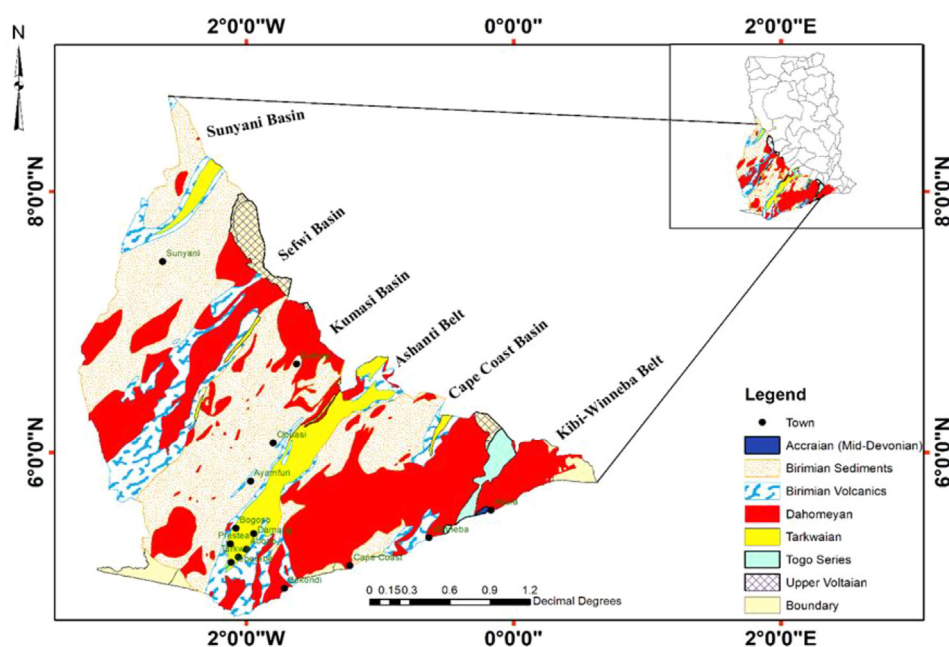 N
2°0'0"W
0°0'0"
2°0'0"E
8°0'0"N
8°0'0"N
6°0'0"N
6°0'0"N
Sunyani Basin
Sefwi Basin
Kumasi Basin
Ashanti Belt
Cape Coast Basin
Kibi-Winneba Belt
Sunyani
Obuasi
Ayamfuri
Bogoso
Prestea
Cape Coast
0 0.15 0.3 0.6 0.9 1.2
Decimal Degrees
Legend
Town
Accraian (Mid-Devonian)
Birimian Sediments
Birimian Volcanics
Dahomeyan
Tarkwaian
Togo Series
Upper Voltaian
Boundary
2°0'0"W
0°0'0"
2°0'0"E